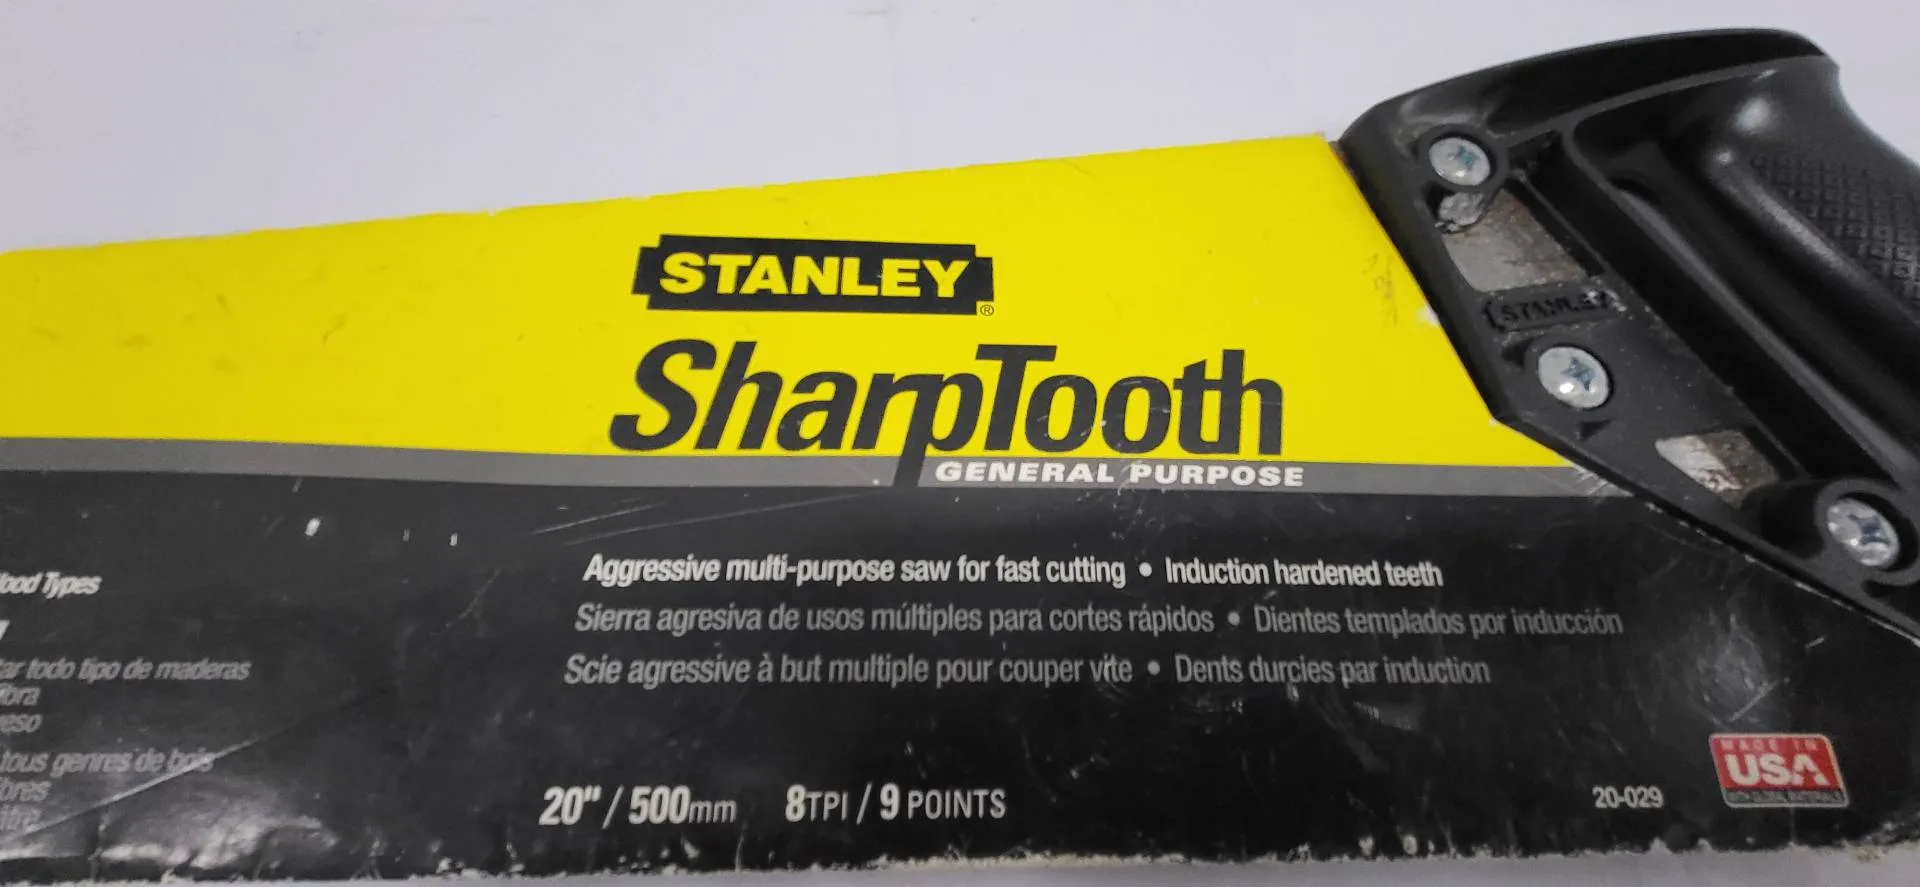 STANLEY®
SharpTooth
GENERAL PURPOSE
STANLEY
Aggressive multi-purpose saw for fast cutting • Induction hardened teeth
Sierra agresiva de usos múltiples para cortes rápidos • Dientes templados por inducción
Scie agressive à but multiple pour couper vite • Dents durcies par induction
Types
todo tipo de maderas
tous genres de bois
20" / 500mm 8TPI / 9 POINTS
20-029
MADE IN
USA
WITH GLOBAL MATERIALS